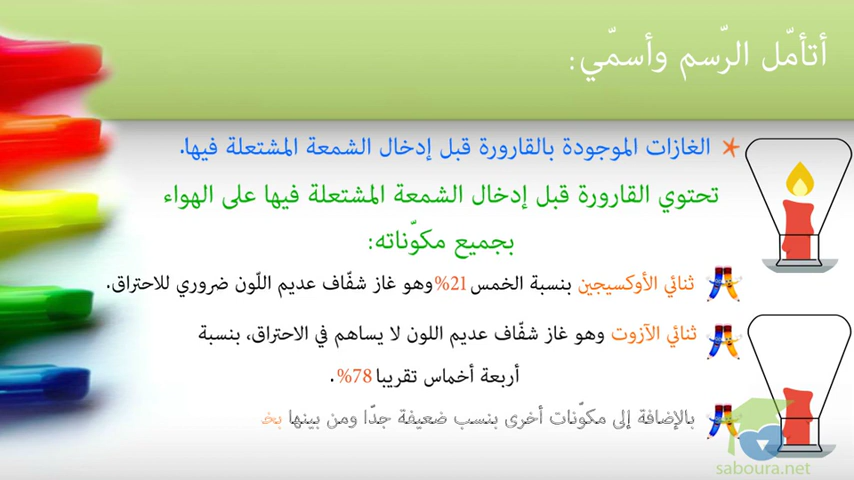 أتأمّل الرّسم وأسمّي:
الغازات الموجودة بالقارورة قبل إدخال الشمعة المشتعلة فيها.
تحتوي القارورة قبل إدخال الشمعة المشتعلة فيها على الهواء
بجميع مكوّناته:
ثنائي الأوكسيجين بنسبة الخمس 21% وهو غاز شفّاف عديم اللّون ضروري للاحتراق.
ثنائي الآزوت وهو غاز شفّاف عديم اللون لا يساهم في الاحتراق، بنسبة
أربعة أخماس تقريبا 78%.
بالإضافة إلى مكوّنات أخرى بنسب ضعيفة جدّا ومن بينها بخ
saboura.net